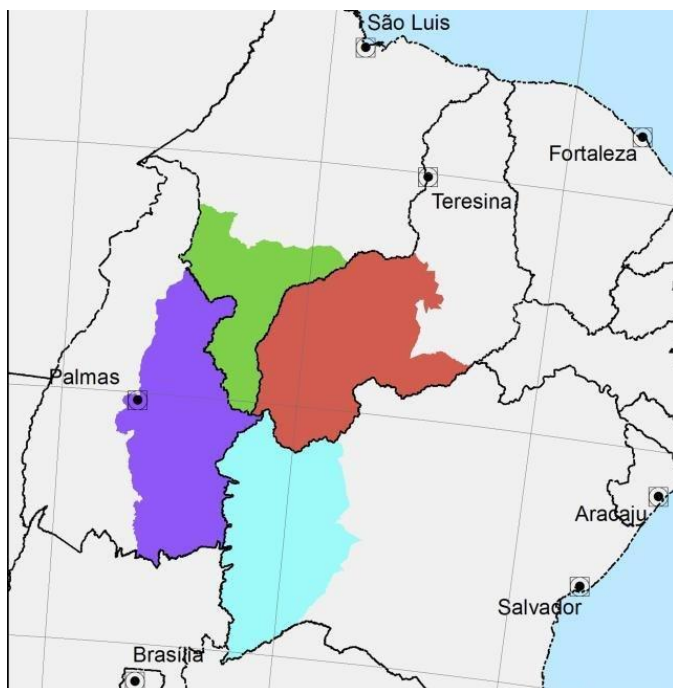 São Luis
Fortaleza
Teresina
Palmas
Aracaju
Salvador
Brasília